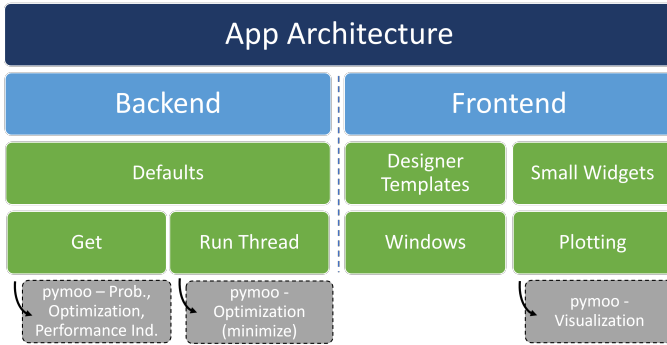 App Architecture
Backend
Frontend
Defaults
Designer
Templates
Small Widgets
Get
Run Thread
Windows
Plotting
pymoo – Prob.,
Optimization,
Performance Ind.
pymoo -
Optimization
(minimize)
pymoo -
Visualization